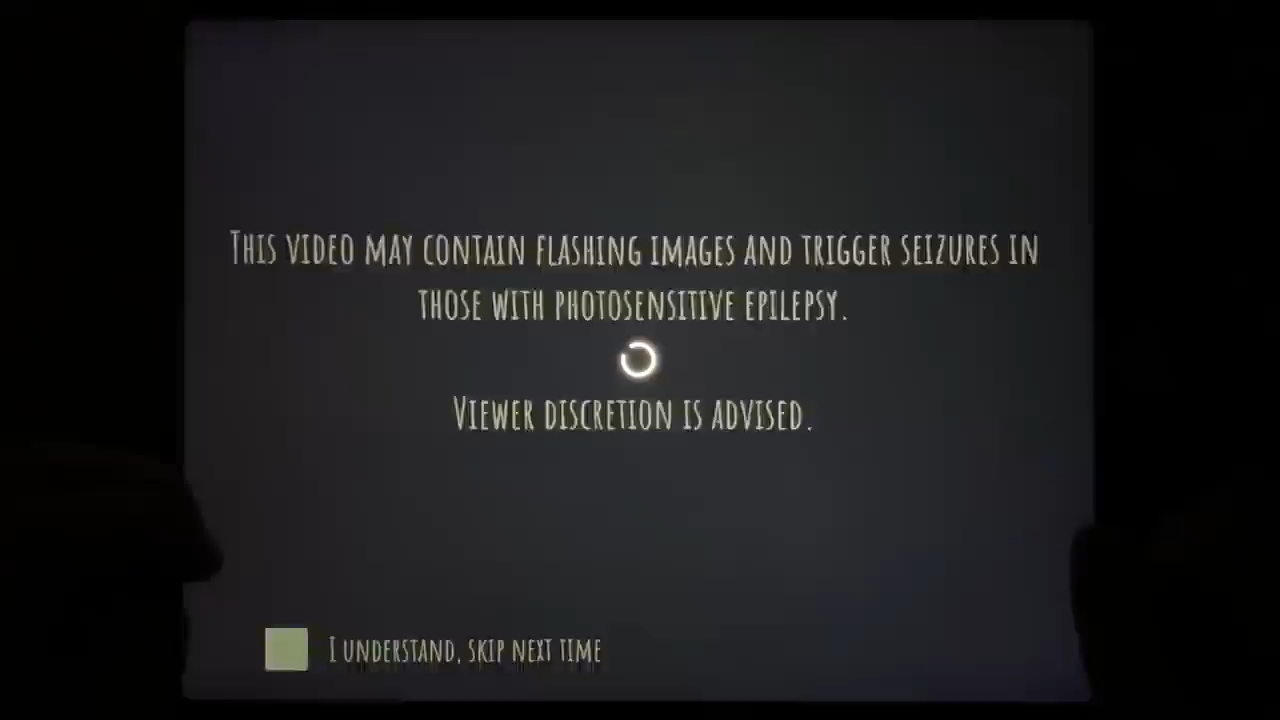 This video may contain flashing images and trigger seizures in
those with photosensitive epilepsy.
Viewer discretion is advised.
I understand, skip next time